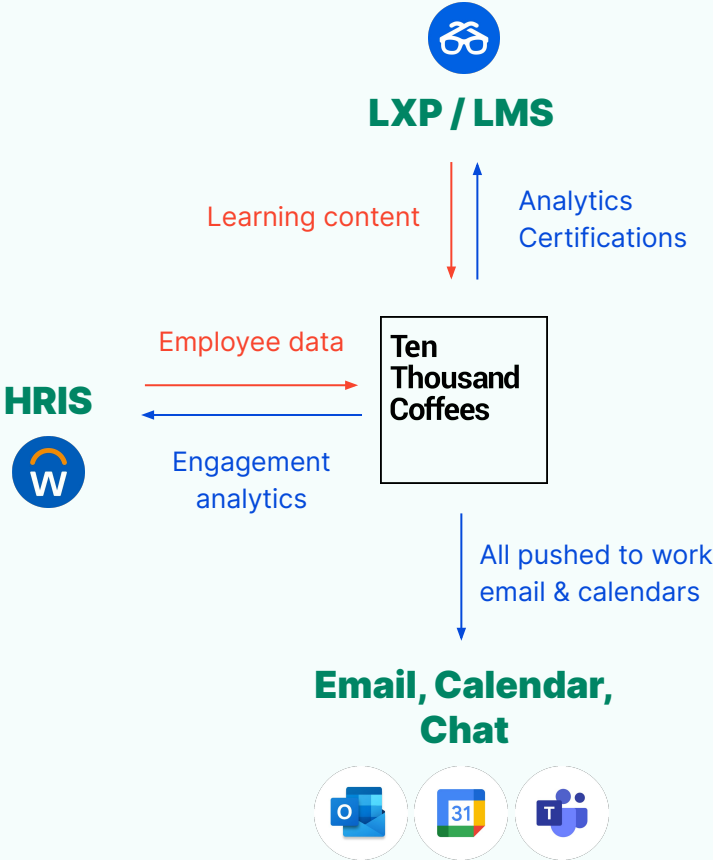 LXP / LMS
Learning content
Analytics
Certifications
Employee data
Ten
Thousand
Coffees
HRIS
W
Engagement
analytics
All pushed to work
email & calendars
Email, Calendar,
Chat
O
31
T